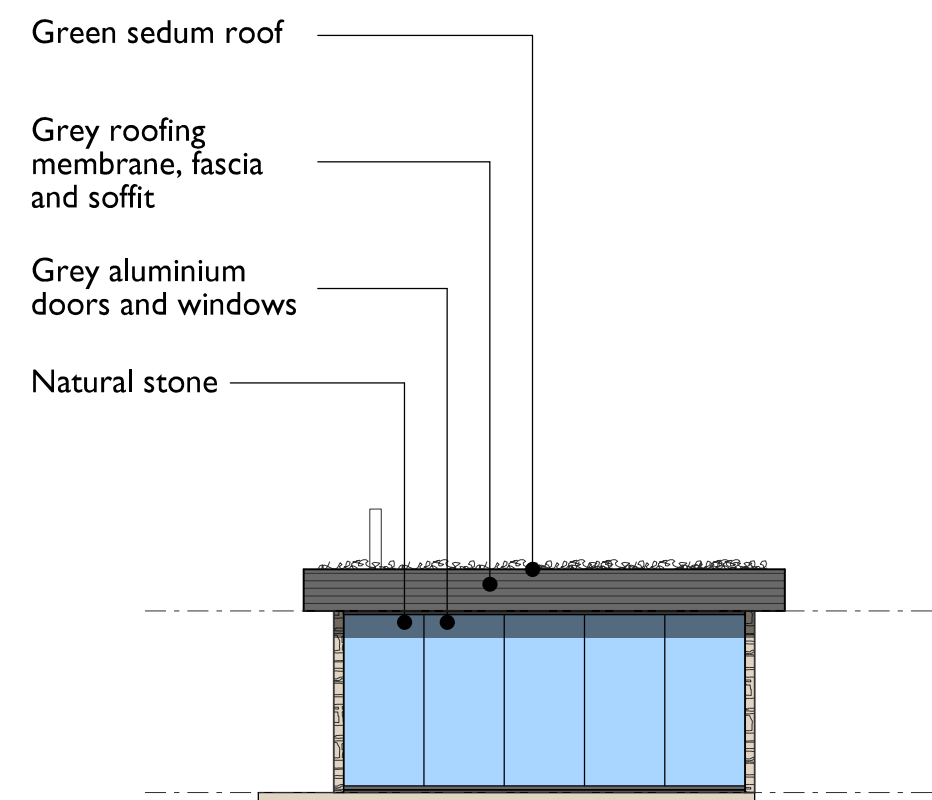 Green sedum roof
Grey roofing
membrane, fascia
and soffit
Grey aluminium
doors and windows
Natural stone